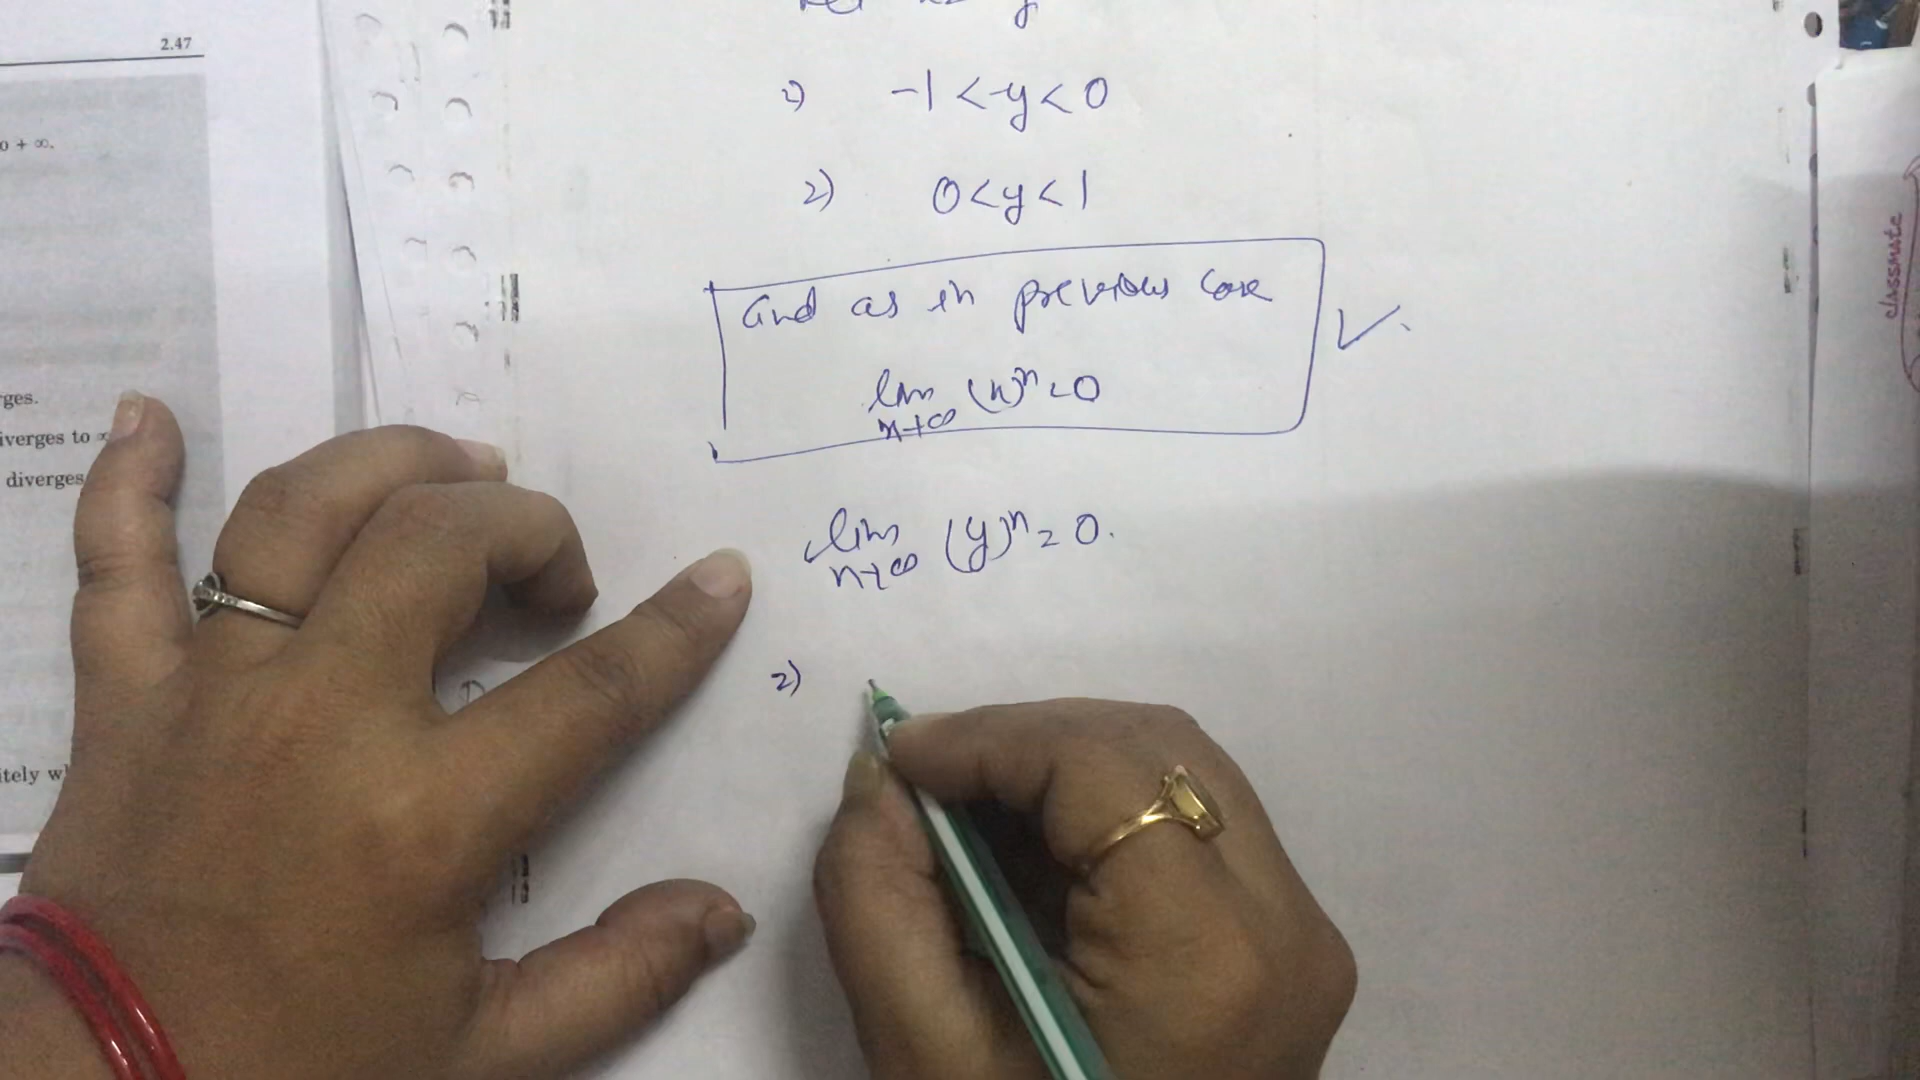 2.47
o + ∞.
rges.
iverges to ∞
diverges
itely w
y
1) -1 < -y < 0
2) 0 < y < 1
And as in previous case
lim (x)^n = 0
n→∞
lim (y)^n = 0.
n→∞
2)
classmate